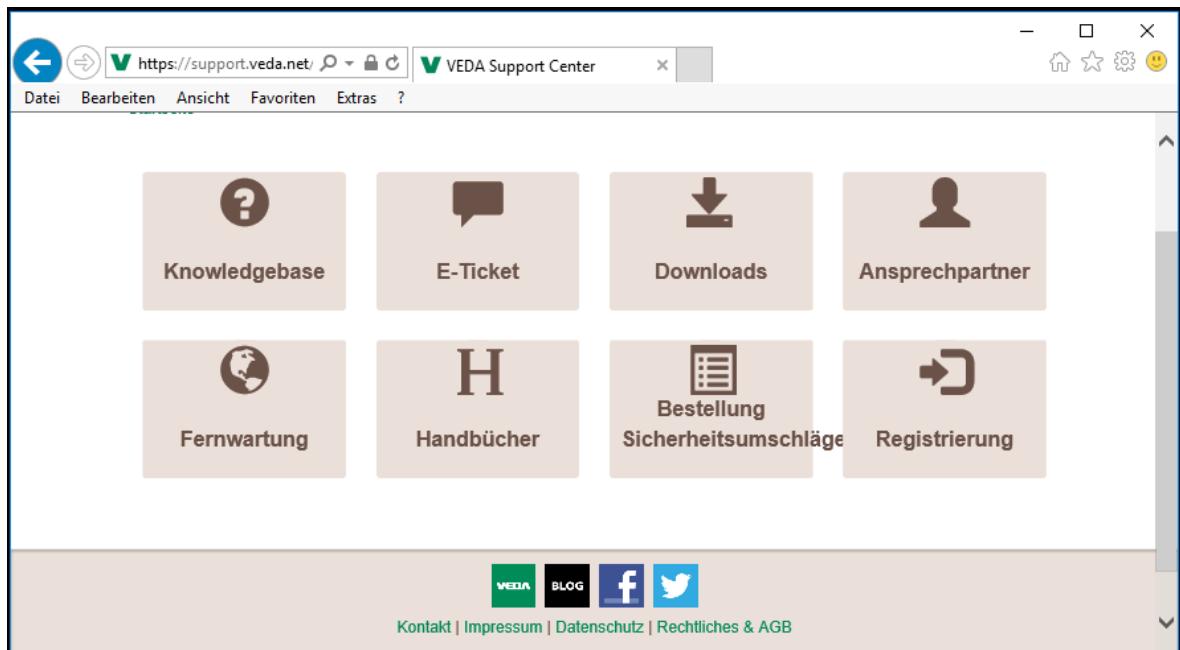 https://support.veda.net/
VEDA Support Center
Datei Bearbeiten Ansicht Favoriten Extras ?
Startseite
Knowledgebase
E-Ticket
Downloads
Ansprechpartner
Fernwartung
H
Handbücher
Bestellung
Sicherheitsumschläge
Registrierung
VEDA
BLOG
Kontakt | Impressum | Datenschutz | Rechtliches & AGB